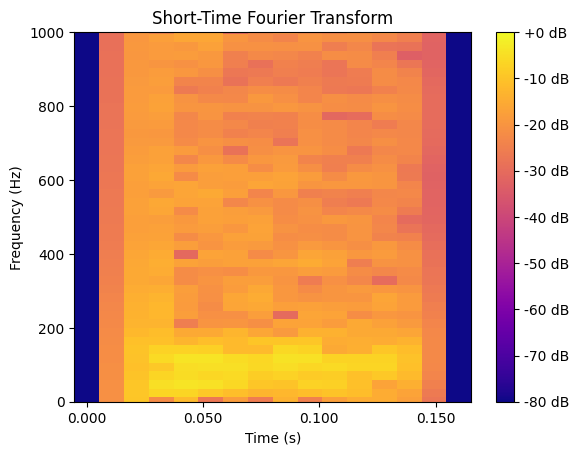 Short-Time Fourier Transform
1000
800
600
400
200
0
Frequency (Hz)
0.000
0.050
0.100
0.150
Time (s)
+0 dB
-10 dB
-20 dB
-30 dB
-40 dB
-50 dB
-60 dB
-70 dB
-80 dB